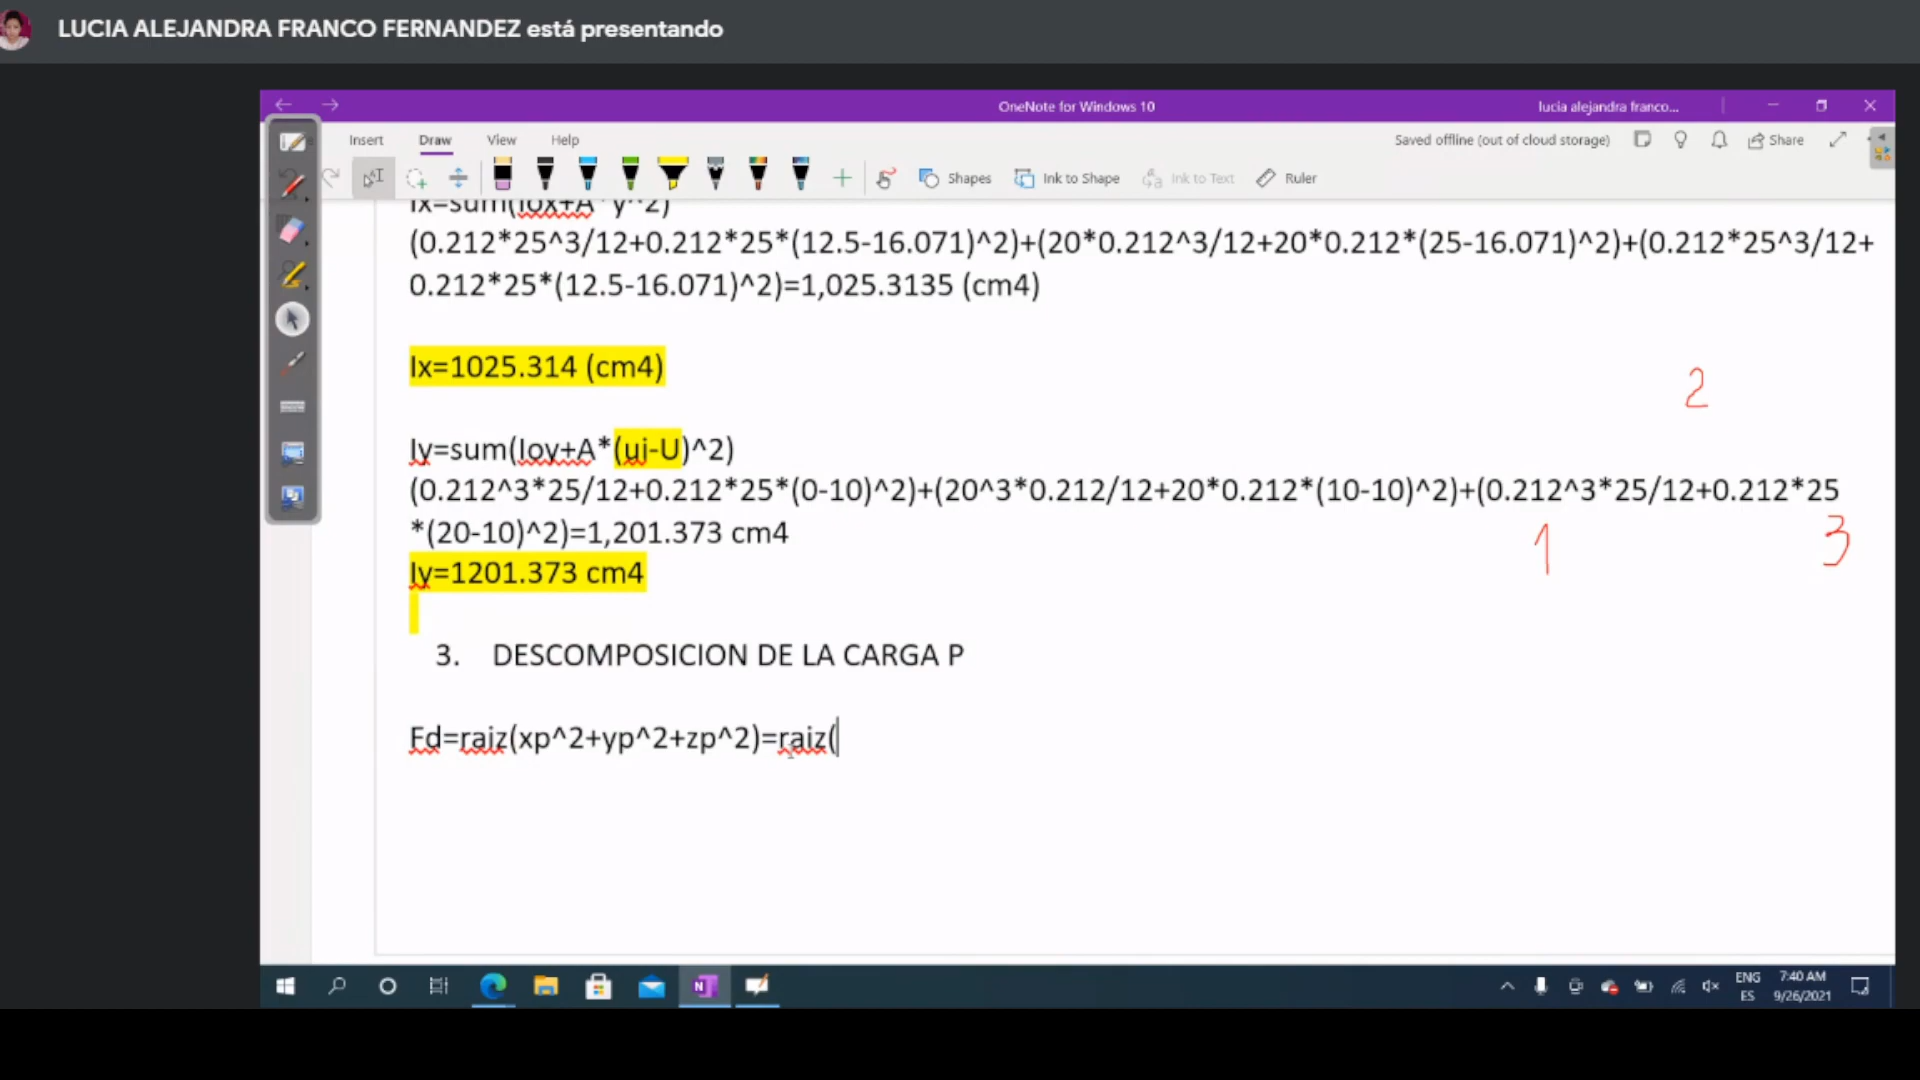 LUCIA ALEJANDRA FRANCO FERNANDEZ está presentando
OneNote for Windows 10
lucia alejandra franco...
Insert Draw View Help
Saved offline (out of cloud storage)
Share
Shapes Ink to Shape Ink to Text Ruler
Ix=sum(Iox+A*y^2)
(0.212*25^3/12+0.212*25*(12.5-16.071)^2)+(20*0.212^3/12+20*0.212*(25-16.071)^2)+(0.212*25^3/12+
0.212*25*(12.5-16.071)^2)=1,025.3135 (cm4)
Ix=1025.314 (cm4)
2
Iy=sum(Ioy+A*(ui-U)^2)
(0.212^3*25/12+0.212*25*(0-10)^2)+(20^3*0.212/12+20*0.212*(10-10)^2)+(0.212^3*25/12+0.212*25
*(20-10)^2)=1,201.373 cm4
1
3
Iy=1201.373 cm4
3. DESCOMPOSICION DE LA CARGA P
Fd=raiz(xp^2+yp^2+zp^2)=raiz(
ENG
ES
7:40 AM
9/26/2021